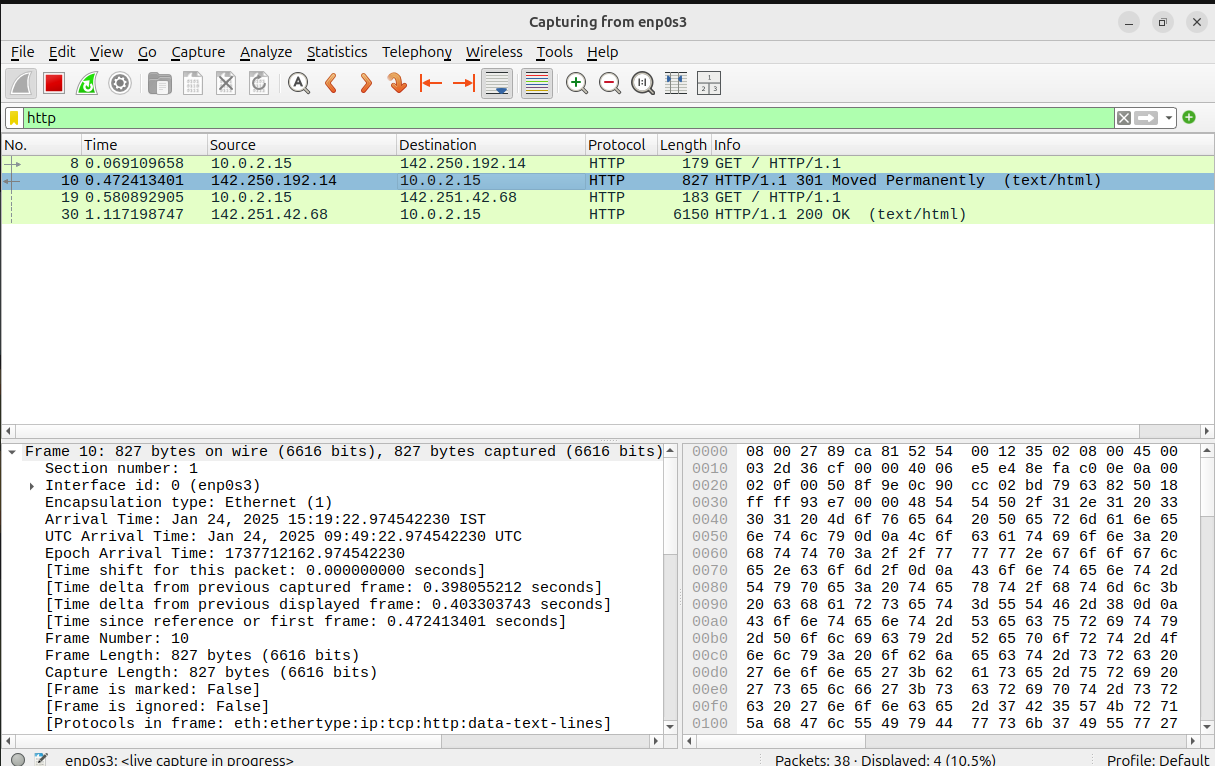 Capturing from enp0s3
File Edit View Go Capture Analyze Statistics Telephony Wireless Tools Help
http
No. Time Source Destination Protocol Length Info
8 0.069109658 10.0.2.15 142.250.192.14 HTTP 179 GET / HTTP/1.1
10 0.472413401 142.250.192.14 10.0.2.15 HTTP 827 HTTP/1.1 301 Moved Permanently (text/html)
19 0.580892905 10.0.2.15 142.251.42.68 HTTP 183 GET / HTTP/1.1
30 1.117198747 142.251.42.68 10.0.2.15 HTTP 6150 HTTP/1.1 200 OK (text/html)
Frame 10: 827 bytes on wire (6616 bits), 827 bytes captured (6616 bits)
Section number: 1
Interface id: 0 (enp0s3)
Encapsulation type: Ethernet (1)
Arrival Time: Jan 24, 2025 15:19:22.974542230 IST
UTC Arrival Time: Jan 24, 2025 09:49:22.974542230 UTC
Epoch Arrival Time: 1737712162.974542230
[Time shift for this packet: 0.000000000 seconds]
[Time delta from previous captured frame: 0.398055212 seconds]
[Time delta from previous displayed frame: 0.403303743 seconds]
[Time since reference or first frame: 0.472413401 seconds]
Frame Number: 10
Frame Length: 827 bytes (6616 bits)
Capture Length: 827 bytes (6616 bits)
[Frame is marked: False]
[Frame is ignored: False]
[Protocols in frame: eth:ethertype:ip:tcp:http:data-text-lines]
0000 08 00 27 89 ca 81 52 54 00 12 35 02 08 00 45 00
0010 03 2d 36 cf 00 00 40 06 e5 e4 8e fa c0 0e 0a 00
0020 02 0f 00 50 8f 9e 0c 90 cc 02 bd 79 63 82 50 18
0030 ff ff 93 e7 00 00 48 54 54 50 2f 31 2e 31 20 33
0040 30 31 20 4d 6f 76 65 64 20 50 65 72 6d 61 6e 65
0050 6e 74 6c 79 0d 0a 4c 6f 63 61 74 69 6f 6e 3a 20
0060 68 74 74 70 3a 2f 2f 77 77 77 2e 67 6f 6f 67 6c
0070 65 2e 63 6f 6d 2f 0d 0a 43 6f 6e 74 65 6e 74 2d
0080 54 79 70 65 3a 20 74 65 78 74 2f 68 74 6d 6c 3b
0090 20 63 68 61 72 73 65 74 3d 55 54 46 2d 38 0d 0a
00a0 43 6f 6e 74 65 6e 74 2d 53 65 63 75 72 69 74 79
00b0 2d 50 6f 6c 69 63 79 2d 52 65 70 6f 72 74 2d 4f
00c0 6e 6c 79 3a 20 6f 62 6a 65 63 74 2d 73 72 63 20
00d0 27 6e 6f 6e 65 27 3b 62 61 73 65 2d 75 72 69 20
00e0 27 73 65 6c 66 27 3b 73 63 72 69 70 74 2d 73 72
00f0 63 20 27 6e 6f 6e 63 65 2d 37 42 35 57 4b 72 71
0100 5a 68 47 6c 55 49 79 44 77 73 6b 37 49 55 77 27
enp0s3: <live capture in progress> Packets: 38 · Displayed: 4 (10.5%) Profile: Default